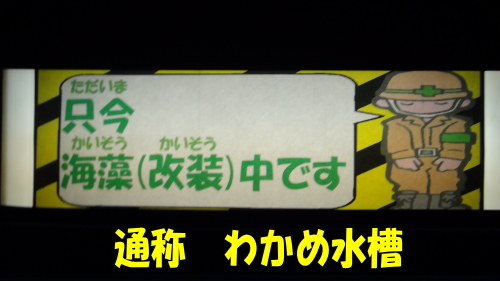 ただいま
只今
かいそう かいそう
海藻(改装)中です
通称 わかめ水槽